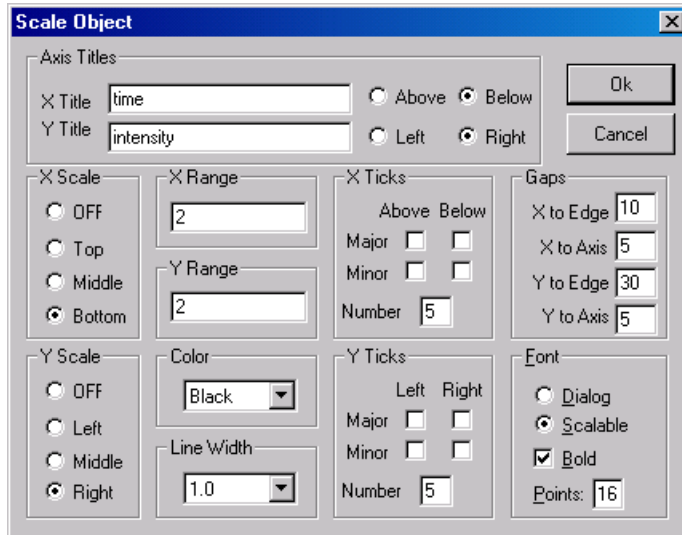 Scale Object
Axis Titles
X Title time Above Below
Y Title intensity Left Right
Ok
Cancel
X Scale
OFF
Top
Middle
Bottom
X Range
2
Y Range
2
X Ticks
Above Below
Major
Minor
Number 5
Gaps
X to Edge 10
X to Axis 5
Y to Edge 30
Y to Axis 5
Y Scale
OFF
Left
Middle
Right
Color
Black
Line Width
1.0
Y Ticks
Left Right
Major
Minor
Number 5
Font
Dialog
Scalable
Bold
Points: 16